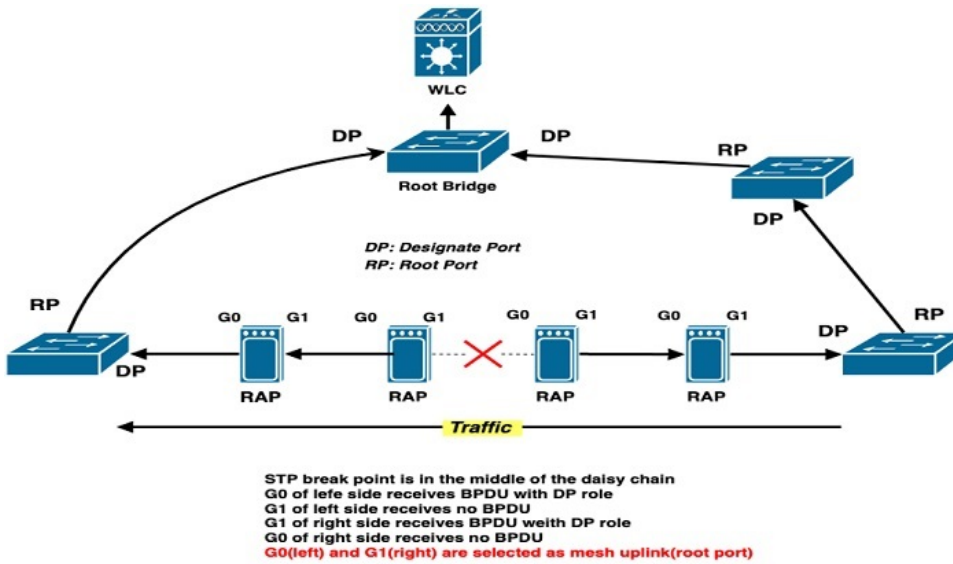 WLC
DP
DP
RP
Root Bridge
DP
DP: Designate Port
RP: Root Port
RP
G0
G1
G0
G1
G0
G1
G0
G1
DP
RP
DP
RAP
RAP
RAP
RAP
Traffic
STP break point is in the middle of the daisy chain
G0 of lefe side receives BPDU with DP role
G1 of left side receives no BPDU
G1 of right side receives BPDU weith DP role
G0 of right side receives no BPDU
G0(left) and G1(right) are selected as mesh uplink(root port)